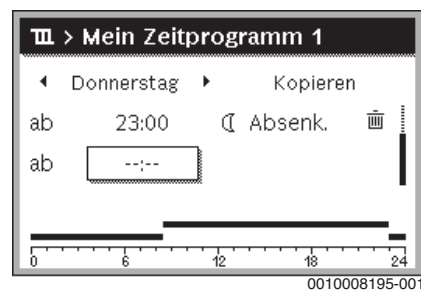 > Mein Zeitprogramm 1
Donnerstag Kopieren
ab 23:00 Absenk.
ab --:--
0 6 12 18 24
0010008195-001